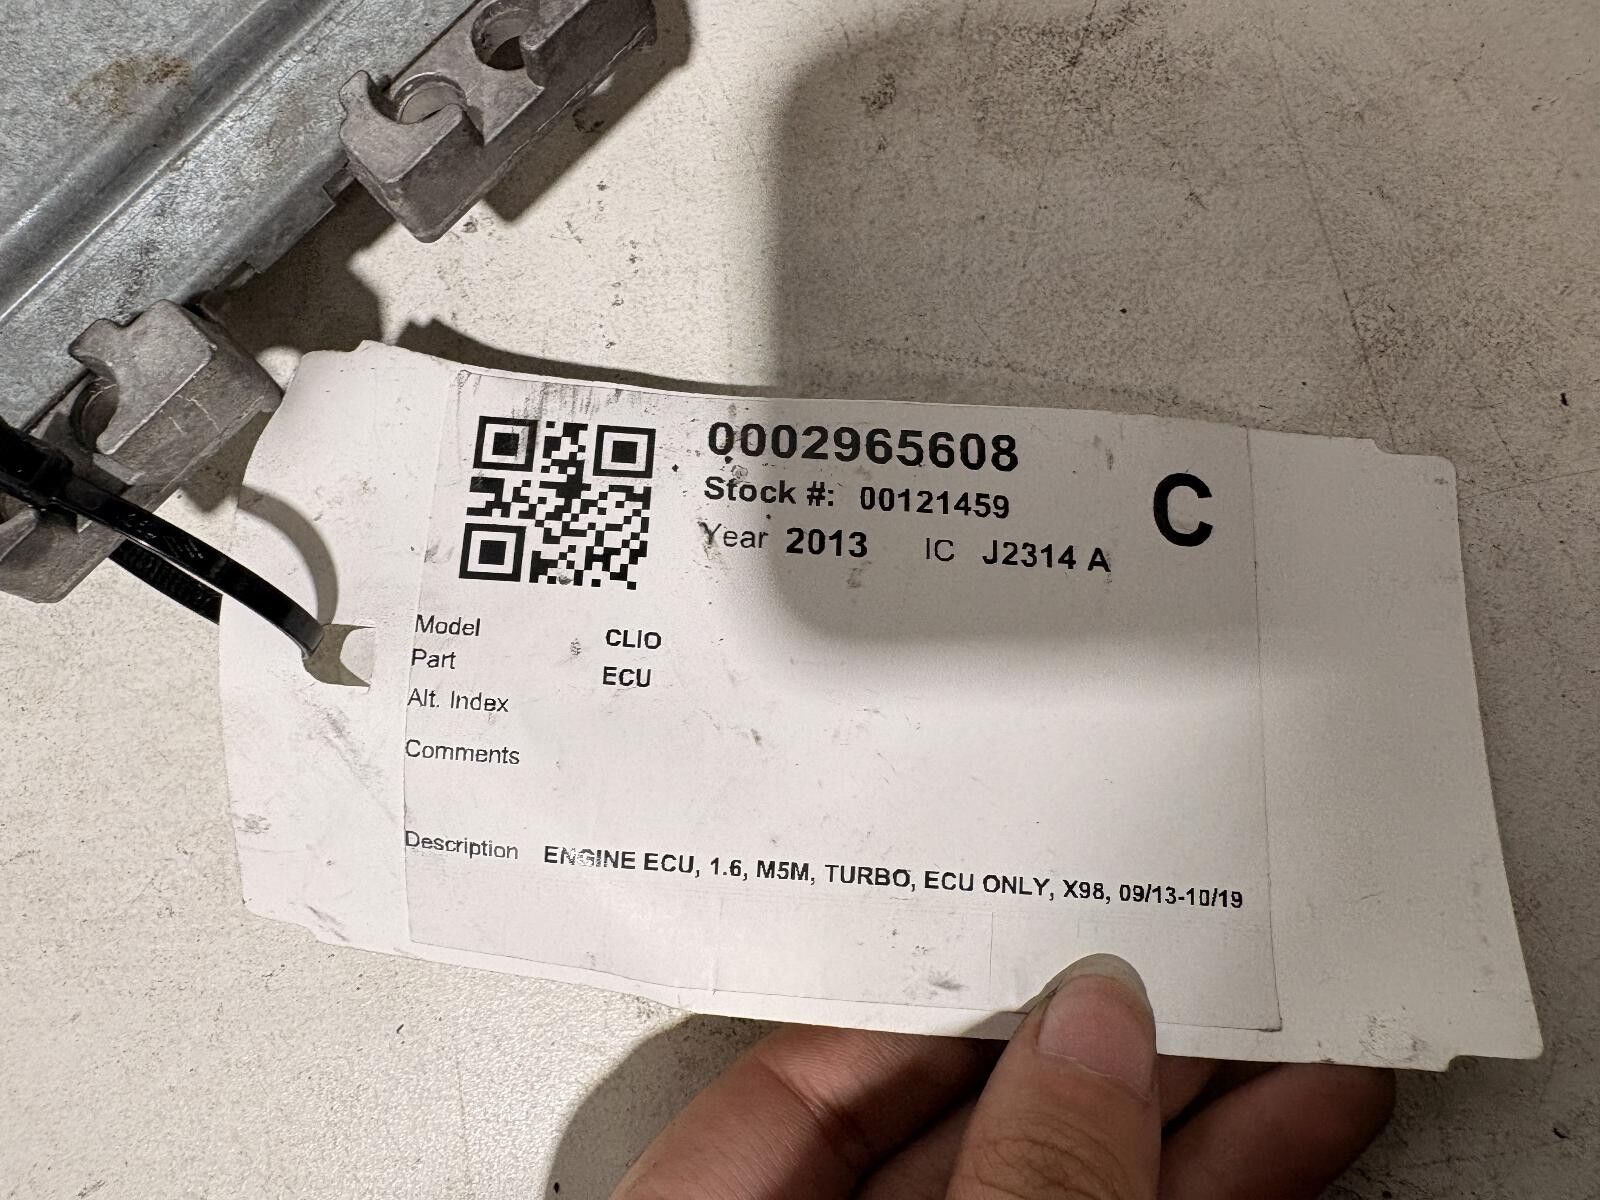 0002965608
Stock #: 00121459
C
Year 2013 IC J2314 A
Model CLIO
Part ECU
Alt. Index
Comments
Description ENGINE ECU, 1.6, M5M, TURBO, ECU ONLY, X98, 09/13-10/19